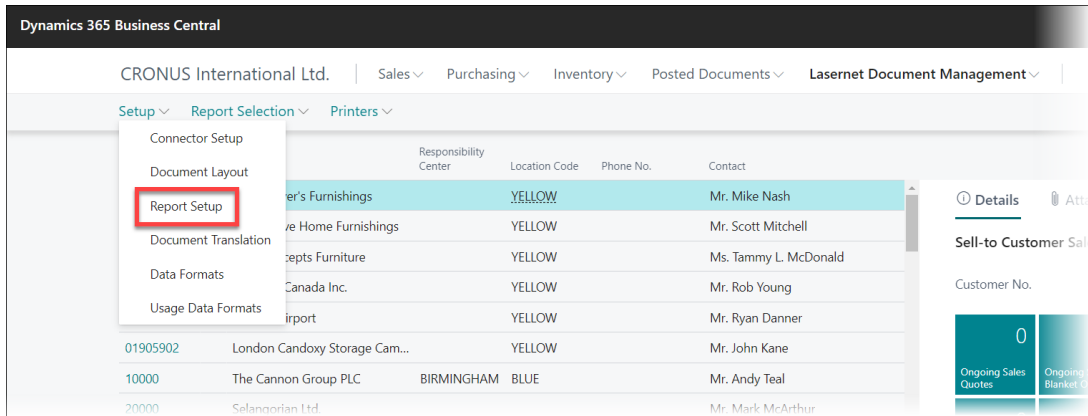 Dynamics 365 Business Central
CRONUS International Ltd. Sales Purchasing Inventory Posted Documents Lasernet Document Management
Setup Report Selection Printers
Connector Setup
Document Layout
Report Setup
Document Translation
Data Formats
Usage Data Formats
Responsibility
Center Location Code Phone No. Contact
er's Furnishings YELLOW Mr. Mike Nash
ve Home Furnishings YELLOW Mr. Scott Mitchell
cepts Furniture YELLOW Ms. Tammy L. McDonald
Canada Inc. YELLOW Mr. Rob Young
irport YELLOW Mr. Ryan Danner
01905902 London Candoxy Storage Cam... YELLOW Mr. John Kane
10000 The Cannon Group PLC BIRMINGHAM BLUE Mr. Andy Teal
20000 Selangorian Ltd. Mr. Mark McArthur
Details Atta
Sell-to Customer Sal
Customer No.
0
Ongoing Sales
Quotes
Ongoing
Blanket O